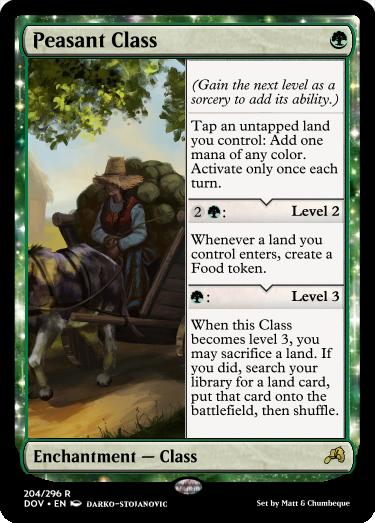 Peasant Class
(Gain the next level as a
sorcery to add its ability.)
Tap an untapped land
you control: Add one
mana of any color.
Activate only once each
turn.
2 : Level 2
Whenever a land you
control enters, create a
Food token.
: Level 3
When this Class
becomes level 3, you
may sacrifice a land. If
you did, search your
library for a land card,
put that card onto the
battlefield, then shuffle.
Enchantment — Class
204/296 R
DOV • EN DARKO-STOJANOVIC
Set by Matt & Chumbeque